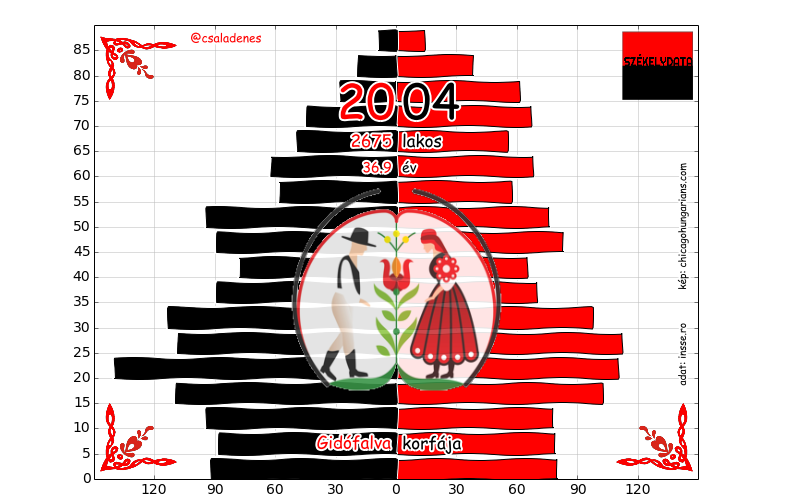 @csaladenes
SZÉKELYDATA
2004
2675 lakos
36.9 év
kép: chicagohungarians.com
adat: insse.ro
Gidófalva korfája
85
80
75
70
65
60
55
50
45
40
35
30
25
20
15
10
5
0
120 90 60 30 0 30 60 90 120